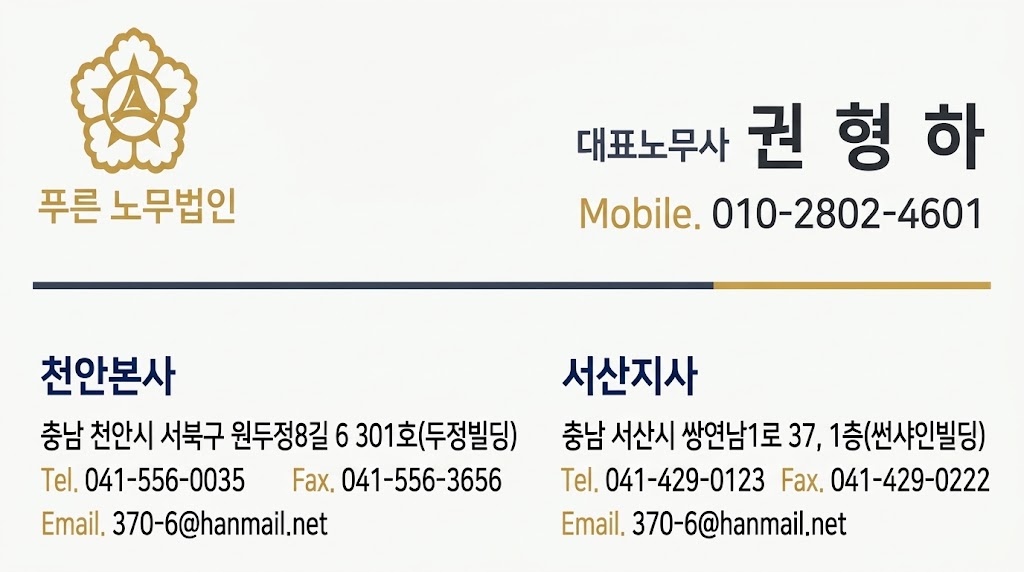 푸른 노무법인
대표노무사 권 형 하
Mobile. 010-2802-4601
천안본사
충남 천안시 서북구 원두정8길 6 301호(두정빌딩)
Tel. 041-556-0035 Fax. 041-556-3656
Email. 370-6@hanmail.net
서산지사
충남 서산시 쌍연남1로 37, 1층(썬샤인빌딩)
Tel. 041-429-0123 Fax. 041-429-0222
Email. 370-6@hanmail.net